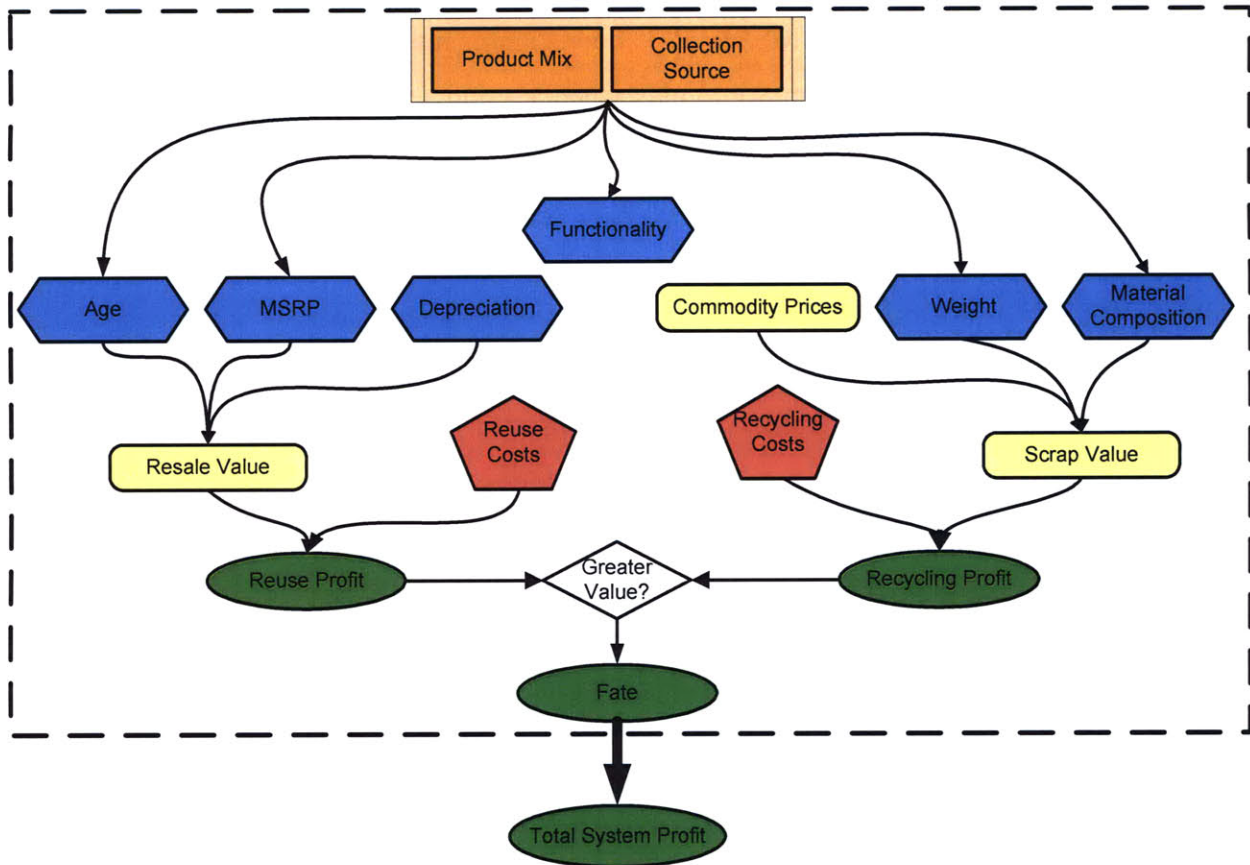 Product Mix
Collection
Source
Functionality
Age
MSRP
Depreciation
Commodity Prices
Weight
Material
Composition
Reuse
Costs
Recycling
Costs
Resale Value
Scrap Value
Greater
Value?
Reuse Profit
Recycling Profit
Fate
Total System Profit